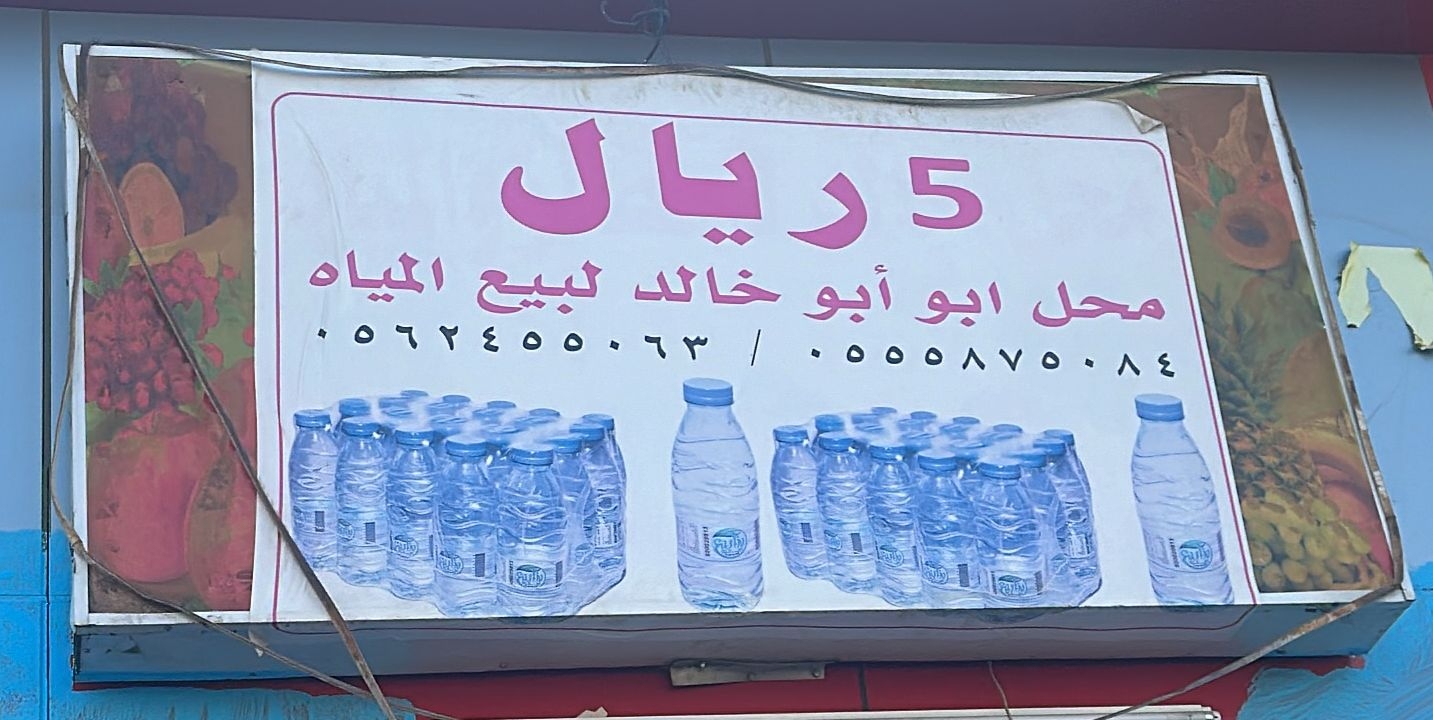 5 ريال
محل ابو أبو خالد لبيع المياه
٠٥٦٢٤٥٥٠٦٣ / ٠٥٥٥٨٧٥٠٨٤